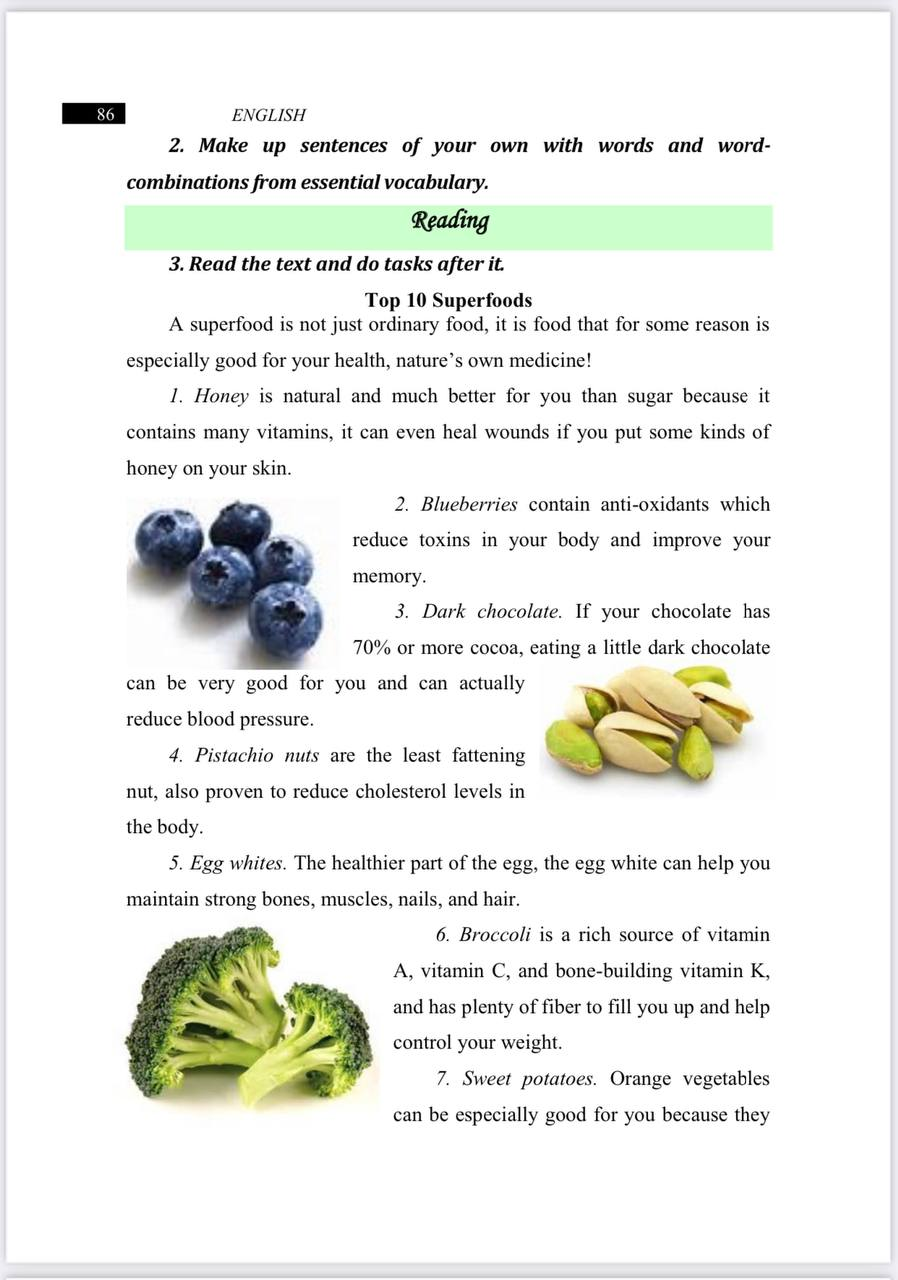 86 ENGLISH
2. Make up sentences of your own with words and word-
combinations from essential vocabulary.
Reading
3. Read the text and do tasks after it.
Top 10 Superfoods
A superfood is not just ordinary food, it is food that for some reason is
especially good for your health, nature’s own medicine!
1. Honey is natural and much better for you than sugar because it
contains many vitamins, it can even heal wounds if you put some kinds of
honey on your skin.
2. Blueberries contain anti-oxidants which
reduce toxins in your body and improve your
memory.
3. Dark chocolate. If your chocolate has
70% or more cocoa, eating a little dark chocolate
can be very good for you and can actually
reduce blood pressure.
4. Pistachio nuts are the least fattening
nut, also proven to reduce cholesterol levels in
the body.
5. Egg whites. The healthier part of the egg, the egg white can help you
maintain strong bones, muscles, nails, and hair.
6. Broccoli is a rich source of vitamin
A, vitamin C, and bone-building vitamin K,
and has plenty of fiber to fill you up and help
control your weight.
7. Sweet potatoes. Orange vegetables
can be especially good for you because they